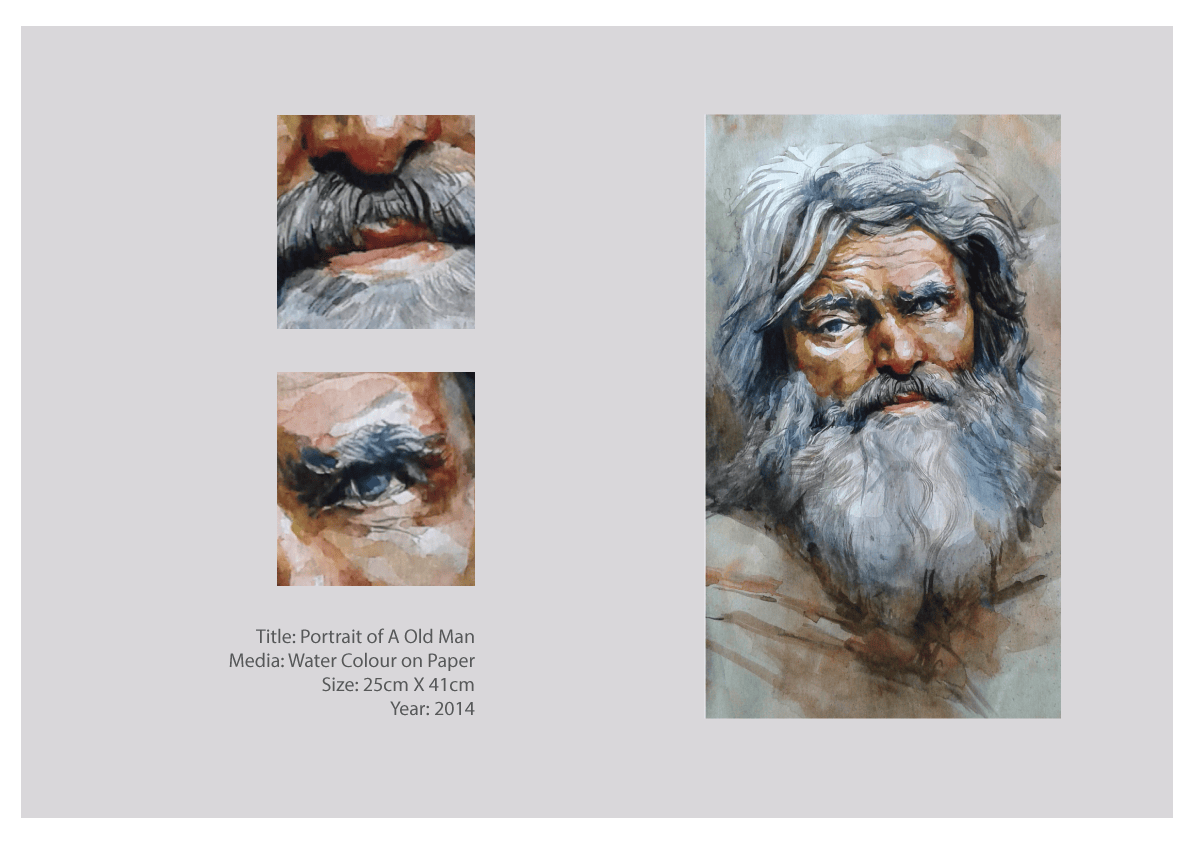 Title: Portrait of A Old Man
Media: Water Colour on Paper
Size: 25cm X 41cm
Year: 2014